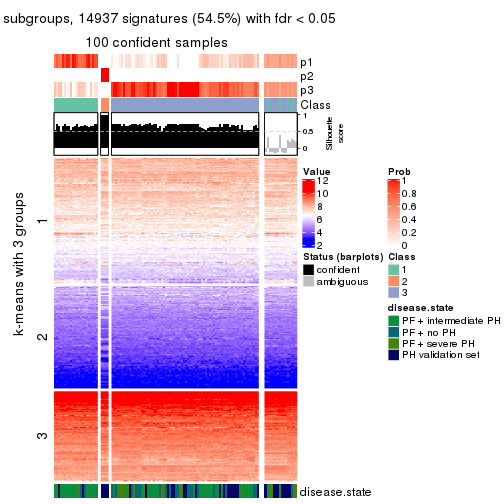 subgroups, 14937 signatures (54.5%) with fdr < 0.05
100 confident samples
p1
p2
p3
Class
1
0.5
0
Silhouette
score
k-means with 3 groups
1
2
3
Value
12
10
8
6
4
2
Prob
1
0.8
0.6
0.4
0.2
0
Status (barplots)
confident
ambiguous
Class
1
2
3
disease.state
PF + intermediate PH
PF + no PH
PF + severe PH
PH validation set
disease.state